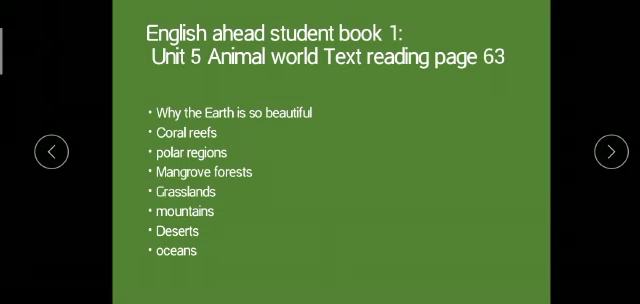 English ahead student book 1:
Unit 5 Animal world Text reading page 63
• Why the Earth is so beautiful
• Coral reefs
• polar regions
• Mangrove forests
• Grasslands
• mountains
• Deserts
• oceans